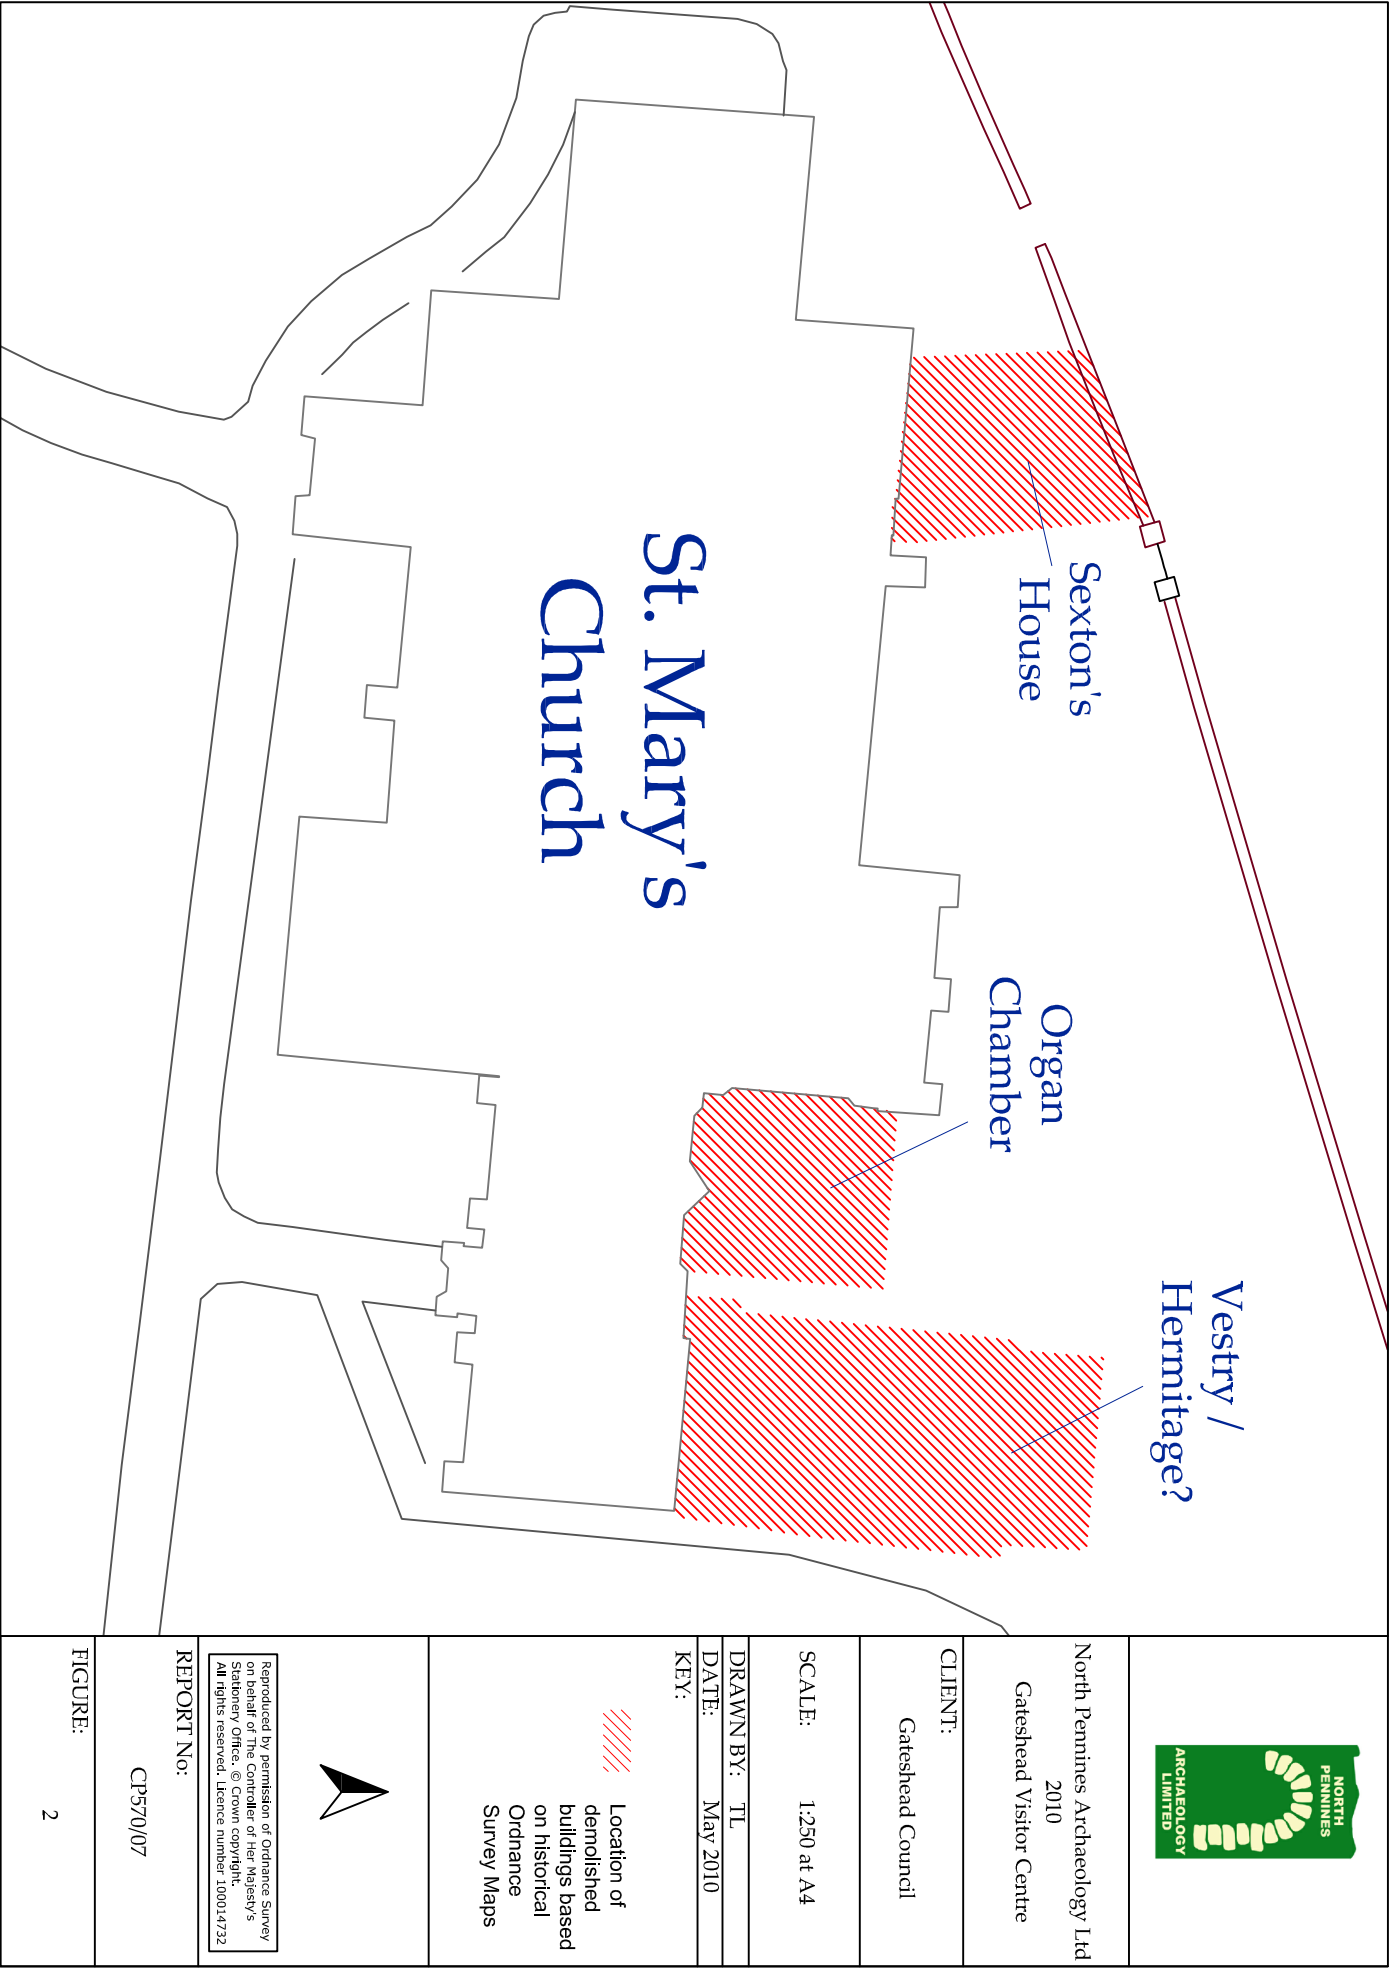 Sexton's
House
Organ
Chamber
Vestry /
Hermitage?
St. Mary's
Church
NORTH
PENNINES
ARCHAEOLOGY
LIMITED
North Pennines Archaeology Ltd
2010
Gateshead Visitor Centre
CLIENT:
Gateshead Council
SCALE: 1:250 at A4
DRAWN BY: TL
DATE: May 2010
KEY:
Location of
demolished
buildings based
on historical
Ordnance
Survey Maps
Reproduced by permission of Ordnance Survey
on behalf of The Controller of Her Majesty's
Stationery Office. © Crown copyright.
All rights reserved. Licence number 100014732
REPORT No:
CP570/07
FIGURE:
2